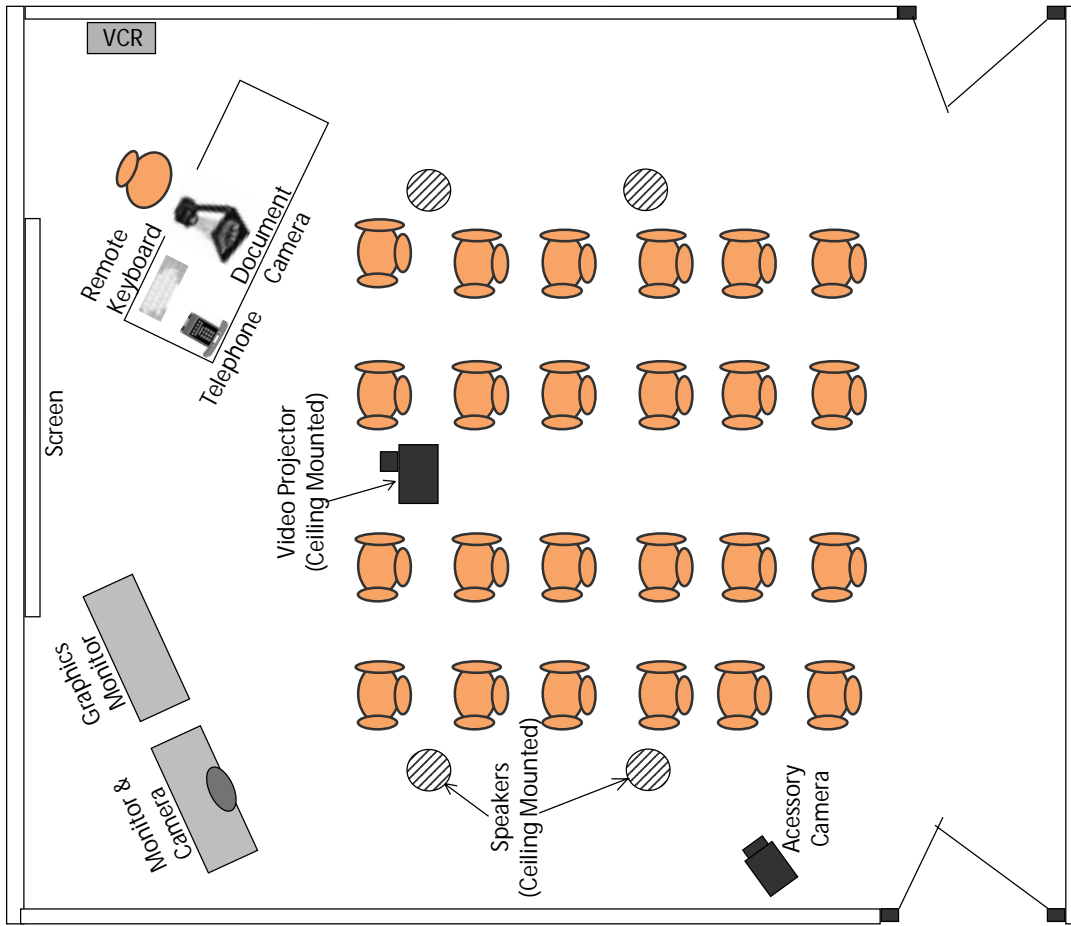 VCR
Remote
Keyboard
Document
Camera
Telephone
Screen
Video Projector
(Ceiling Mounted)
Graphics
Monitor
Monitor &
Camera
Speakers
(Ceilling Mounted)
Acessory
Camera